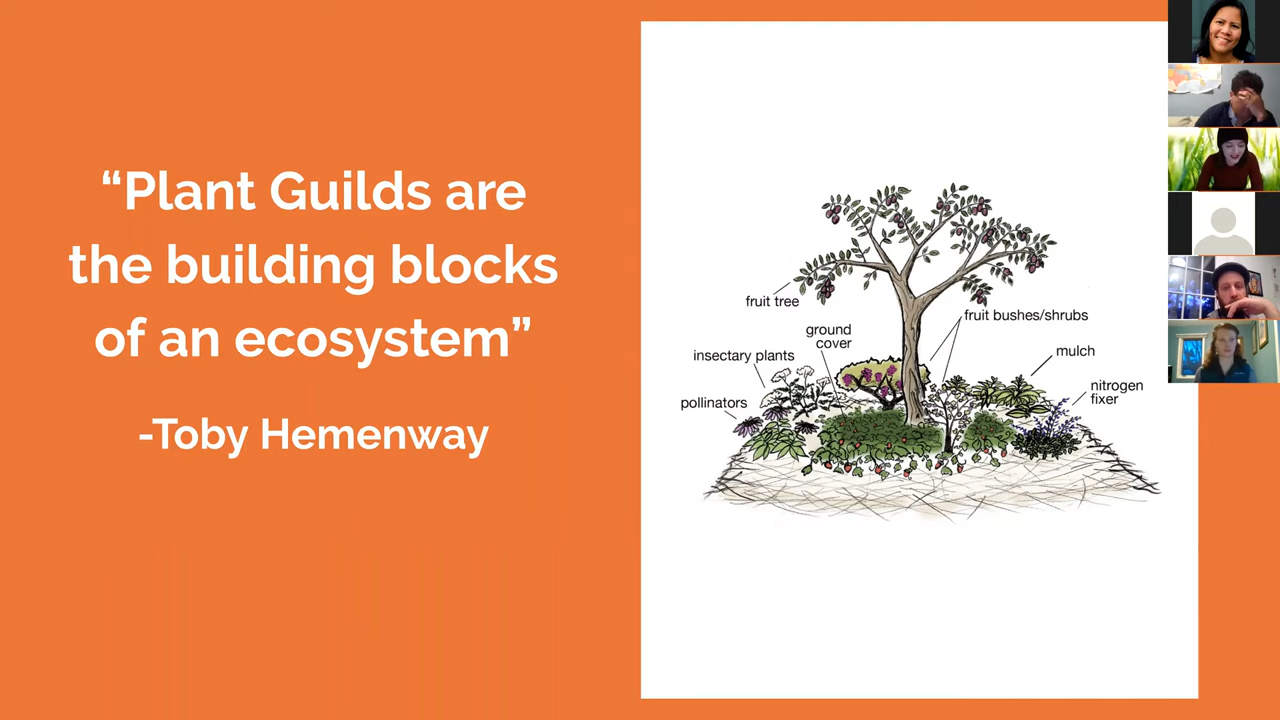 “Plant Guilds are
the building blocks
of an ecosystem”
-Toby Hemenway
fruit tree
fruit bushes/shrubs
ground
cover
insectary plants
mulch
pollinators
nitrogen
fixer